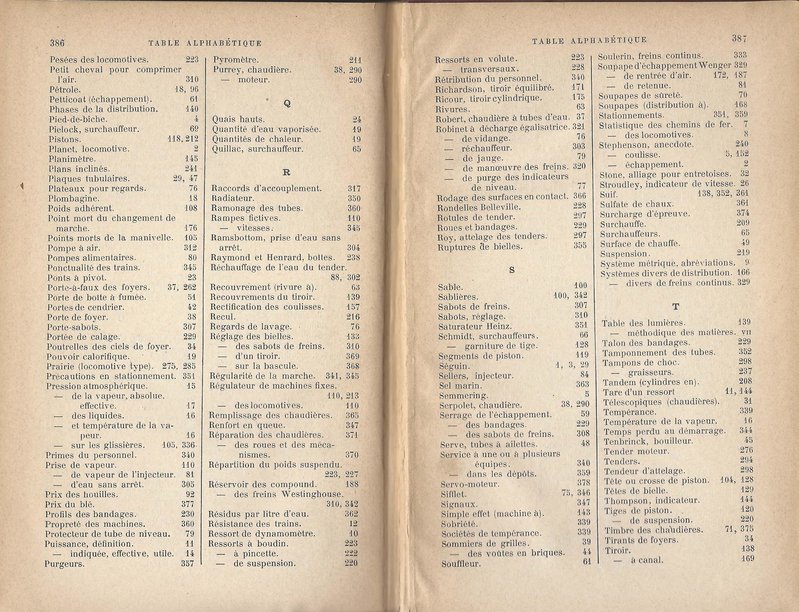 386 TABLE ALPHABÉTIQUE
Pesées des locomotives. 223
Petit cheval pour comprimer
l'air. 310
Pétrole. 18, 96
Petticoat (échappement). 61
Phases de la distribution. 140
Pied-de-biche. 4
Pielock, surchauffeur. 69
Pistons. 118, 212
Planet, locomotive. 2
Planimètre. 145
Plans inclinés. 241
Plaques tubulaires. 29, 47
Plateaux pour regards. 76
Plombagine. 18
Poids adhérent. 108
Point mort du changement de
marche. 176
Points morts de la manivelle. 105
Pompe à air. 312
Pompes alimentaires. 80
Ponctualité des trains. 345
Ponts à pivot. 23
Porte-à-faux des foyers. 37, 262
Porte de boîte à fumée. 51
Portes de cendrier. 42
Porte de foyer. 38
Porte-sabots. 307
Portée de calage. 229
Poutrelles des ciels de foyer. 34
Pouvoir calorifique. 19
Prairie (locomotive type). 275, 285
Précautions en stationnement. 351
Pression atmosphérique. 15
— de la vapeur, absolue.
effective. 17
— des liquides. 16
— et température de la va-
peur. 16
— sur les glissières. 105, 336
Primes du personnel. 340
Prise de vapeur. 110
— de vapeur de l'injecteur. 81
— d'eau sans arrêt. 305
Prix des houilles. 92
Prix du blé. 377
Profils des bandages. 230
Propreté des machines. 360
Protecteur de tube de niveau. 79
Puissance, définition. 11
— indiquée, effective, utile. 14
Purgeurs. 357
Pyromètre. 211
Purrey, chaudière. 38, 290
— moteur. 290
Q
Quais hauts. 24
Quantité d'eau vaporisée. 19
Quantités de chaleur. 19
Quillac, surchauffeur. 65
R
Raccords d'accouplement. 317
Radiateur. 350
Ramonage des tubes. 360
Rampes fictives. 110
— vitesses. 345
Ramsbottom, prise d'eau sans
arrêt. 304
Raymond et Henrard, boîtes. 238
Réchauffage de l'eau du tender.
88, 302
Recouvrement (rivure à). 63
Recouvrements du tiroir. 139
Rectification des coulisses. 157
Recul. 216
Regards de lavage. 76
Réglage des bielles. 133
— des sabots de freins. 310
— d'un tiroir. 369
— sur la bascule. 368
Régularité de la marche. 341, 345
Régulateur de machines fixes.
110, 213
— des locomotives. 110
Remplissage des chaudières. 365
Renfort en queue. 347
Réparation des chaudières. 371
— des roues et des méca-
nismes. 370
Répartition du poids suspendu.
223, 227
Réservoir des compound. 188
— des freins Westinghouse.
310, 342
Résidus par litre d'eau. 362
Résistance des trains. 12
Ressort de dynamomètre. 10
Ressorts à boudin. 223
— à pincette. 222
— de suspension. 220
TABLE ALPHABÉTIQUE 387
Ressorts en volute. 223
— transversaux. 228
Rétribution du personnel. 340
Richardson, tiroir équilibré. 171
Ricour, tiroir cylindrique. 175
Rivures. 63
Robert, chaudière à tubes d'eau. 37
Robinet à décharge égalisatrice. 321
— de vidange. 76
— réchauffeur. 303
— de jauge. 79
— de manœuvre des freins. 320
— de purge des indicateurs
de niveau. 77
Rodage des surfaces en contact. 366
Rondelles Belleville. 228
Rotules de tender. 297
Roues et bandages. 229
Roy, attelage des tenders. 297
Ruptures de bielles. 355
S
Sable. 100
Sablières. 100, 342
Sabots de freins. 307
Sabots, réglage. 310
Saturateur Heinz. 351
Schmidt, surchauffeurs. 66
— garniture de tige. 128
Segments de piston. 119
Séguin. 1, 3, 29
Sellers, injecteur. 84
Sel marin. 363
Semmering. 5
Serpolet, chaudière. 38, 290
Serrage de l'échappement. 59
— des bandages. 229
— des sabots de freins. 308
Serve, tubes à ailettes. 48
Service à une ou à plusieurs
équipes. 340
— dans les dépôts. 359
Servo-moteur. 378
Sifflet. 75, 346
Signaux. 347
Simple effet (machine à). 143
Sobriété. 339
Sociétés de tempérance. 339
Sommiers de grilles. 39
— des voûtes en briques. 44
Souffleur. 61
Soulerin, freins continus. 333
Soupape d'échappement Wenger 329
— de rentrée d'air. 172, 187
— de retenue. 81
Soupapes de sûreté. 70
Soupapes (distribution à). 168
Stationnements. 351, 359
Statistique des chemins de fer. 7
— des locomotives. 8
Stephenson, anecdote. 240
— coulisse. 5, 152
— échappement. 2
Stone, alliage pour entretoises. 32
Stroudley, indicateur de vitesse. 26
Suif. 138, 352, 361
Sulfate de chaux. 361
Surcharge d'épreuve. 374
Surchauffe. 209
Surchauffeurs. 65
Surface de chauffe. 49
Suspension. 219
Système métrique, abréviations. 9
Systèmes divers de distribution. 166
— divers de freins continus. 329
T
Table des lumières. 139
— méthodique des matières. VII
Talon des bandages. 229
Tamponnement des tubes. 352
Tampons de choc. 298
— graisseurs. 237
Tandem (cylindres en). 208
Tare d'un ressort 11, 144
Télescopiques (chaudières). 31
Tempérance. 339
Température de la vapeur. 16
Temps perdu au démarrage. 344
Tenbrinck, bouilleur. 45
Tender moteur. 276
Tenders. 294
Tendeur d'attelage. 298
Tête ou crosse de piston. 104, 128
Têtes de bielle. 129
Thompson, indicateur. 144
Tiges de piston. 120
— de suspension. 220
Timbre des chaudières. 71, 375
Tirants de foyers. 34
Tiroir. 138
— à canal. 169